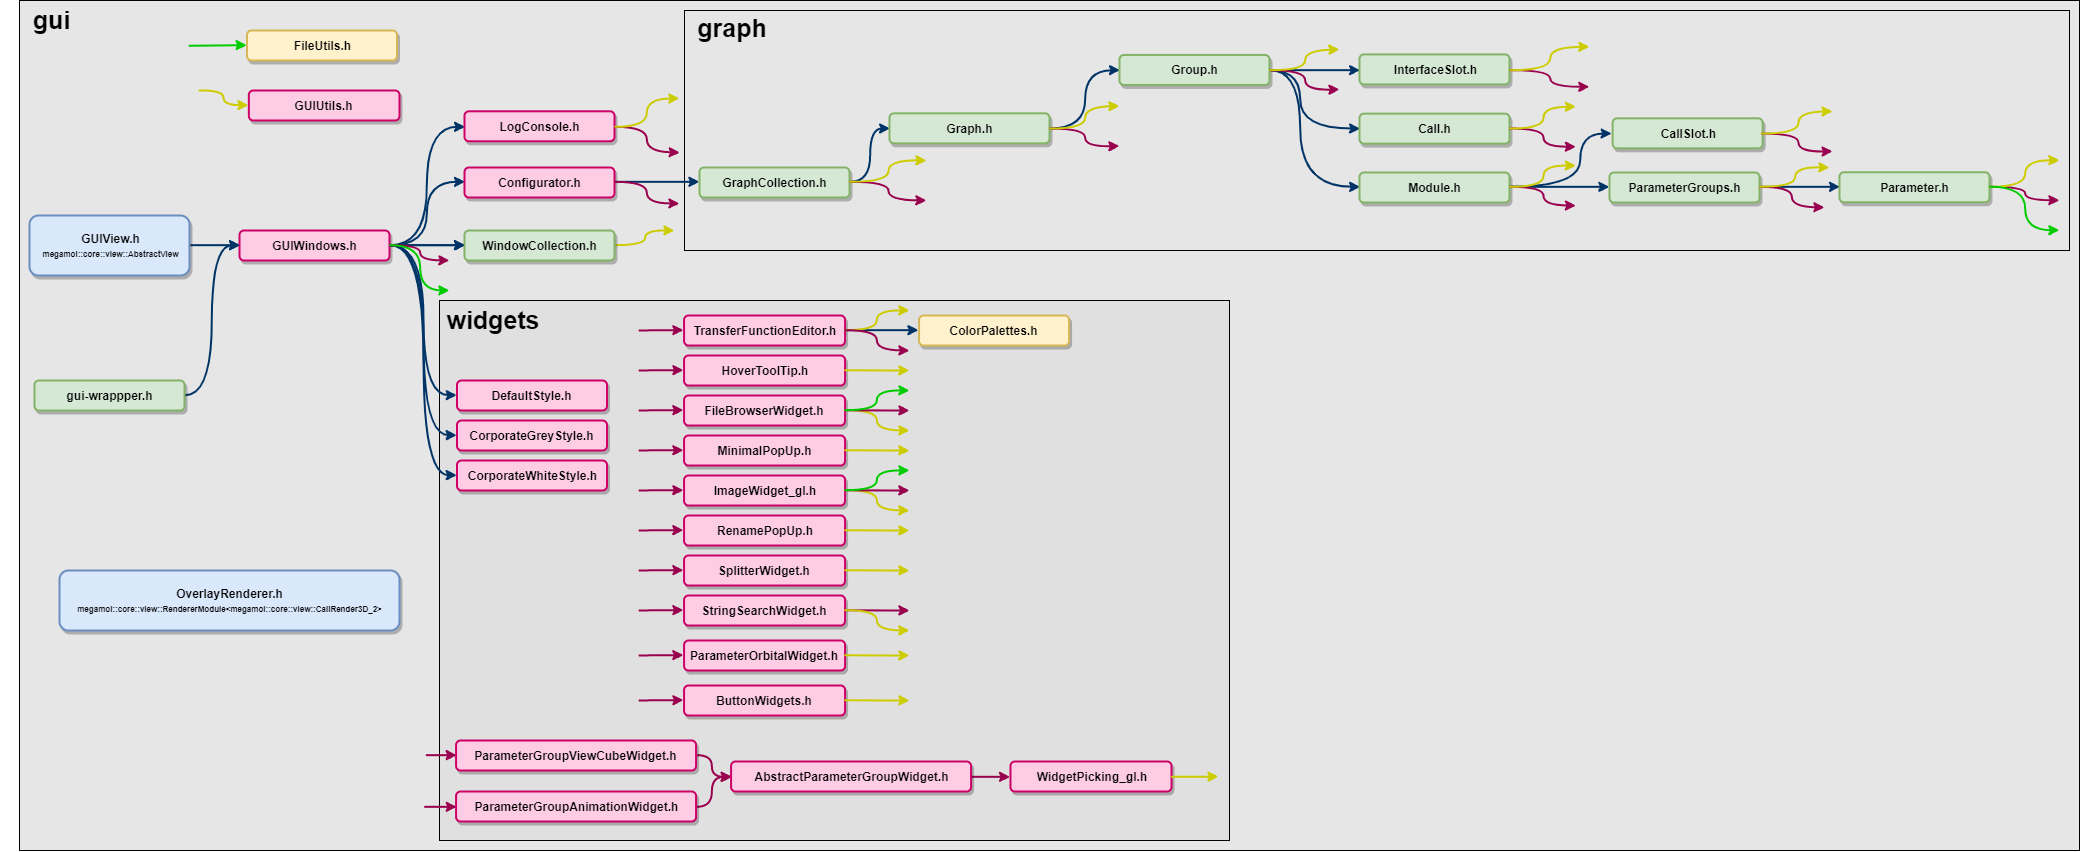 gui
FileUtils.h
GUIUtils.h
GUIView.h
megamol::core::view::AbstractView
gui-wrappper.h
GUIWindows.h
LogConsole.h
Configurator.h
WindowCollection.h
OverlayRenderer.h
megamol::core::view::RendererModule<megamol::core::view::CallRender3D_2>
graph
GraphCollection.h
Graph.h
Group.h
InterfaceSlot.h
Call.h
Module.h
CallSlot.h
ParameterGroups.h
Parameter.h
widgets
DefaultStyle.h
CorporateGreyStyle.h
CorporateWhiteStyle.h
TransferFunctionEditor.h
ColorPalettes.h
HoverToolTip.h
FileBrowserWidget.h
MinimalPopUp.h
ImageWidget_gl.h
RenamePopUp.h
SplitterWidget.h
StringSearchWidget.h
ParameterOrbitalWidget.h
ButtonWidgets.h
ParameterGroupViewCubeWidget.h
ParameterGroupAnimationWidget.h
AbstractParameterGroupWidget.h
WidgetPicking_gl.h